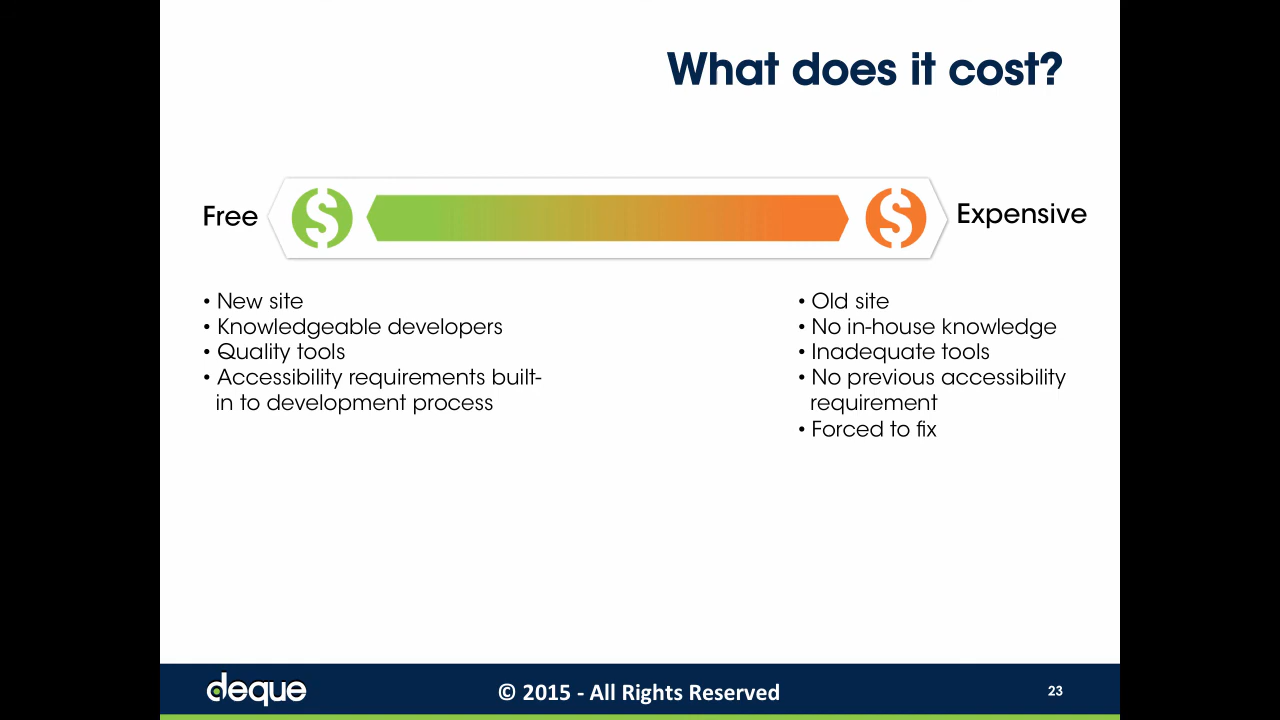 What does it cost?
Free
$
$
Expensive
• New site
• Knowledgeable developers
• Quality tools
• Accessibility requirements built-
in to development process
• Old site
• No in-house knowledge
• Inadequate tools
• No previous accessibility
requirement
• Forced to fix
deque
© 2015 - All Rights Reserved
23